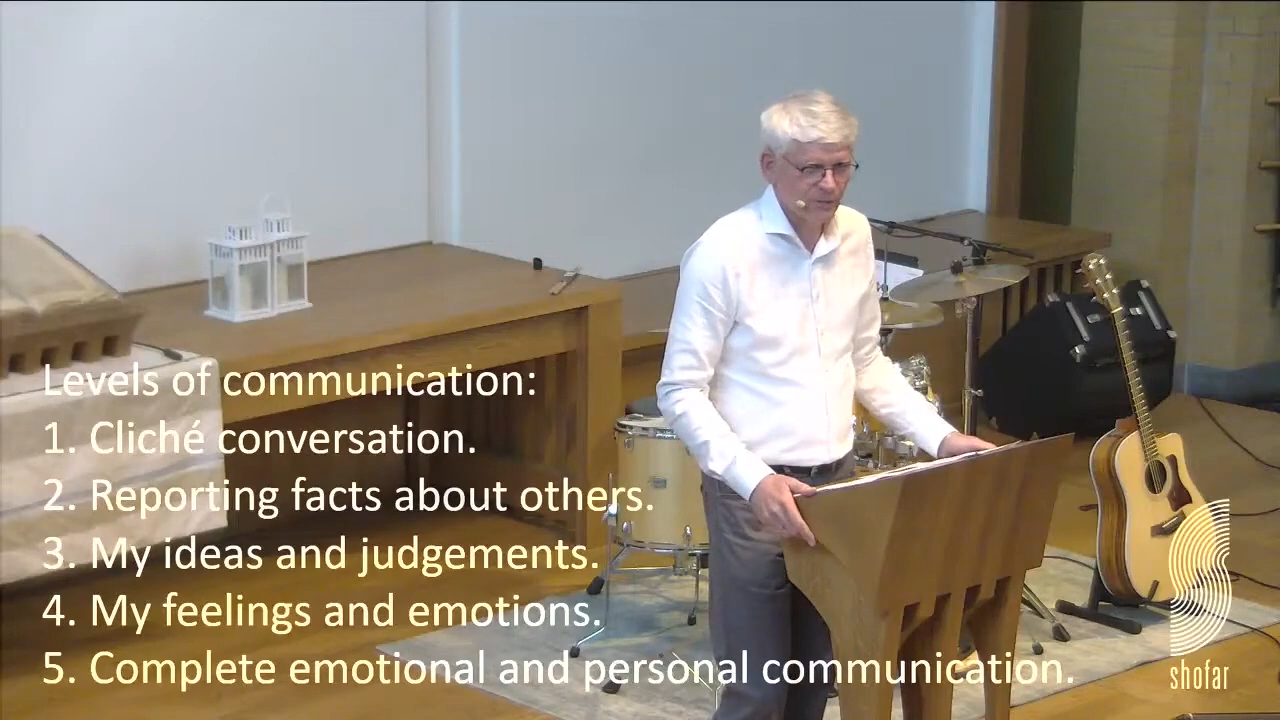 Levels of communication:
1. Cliché conversation.
2. Reporting facts about others.
3. My ideas and judgements.
4. My feelings and emotions.
5. Complete emotional and personal communication.
shofar